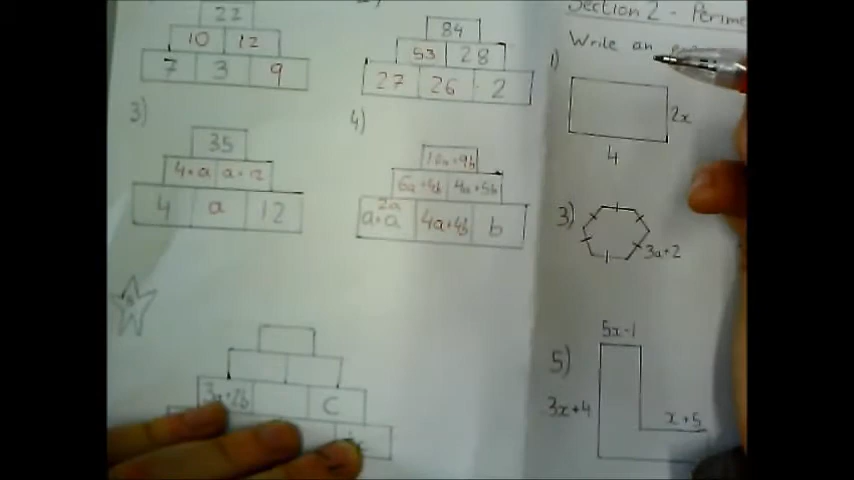 22
10 12
7 3 9
84
53 28
27 26 2
3)
35
4+a a+12
4 a 12
4)
10a+9b
6a+4b 4a+5b
2a
a+a 4a+4b b
3a+2b C
Section 2 - Perime
Write an
1)
2x
4
3)
3a+2
5)
5x-1
3x+4
x+5